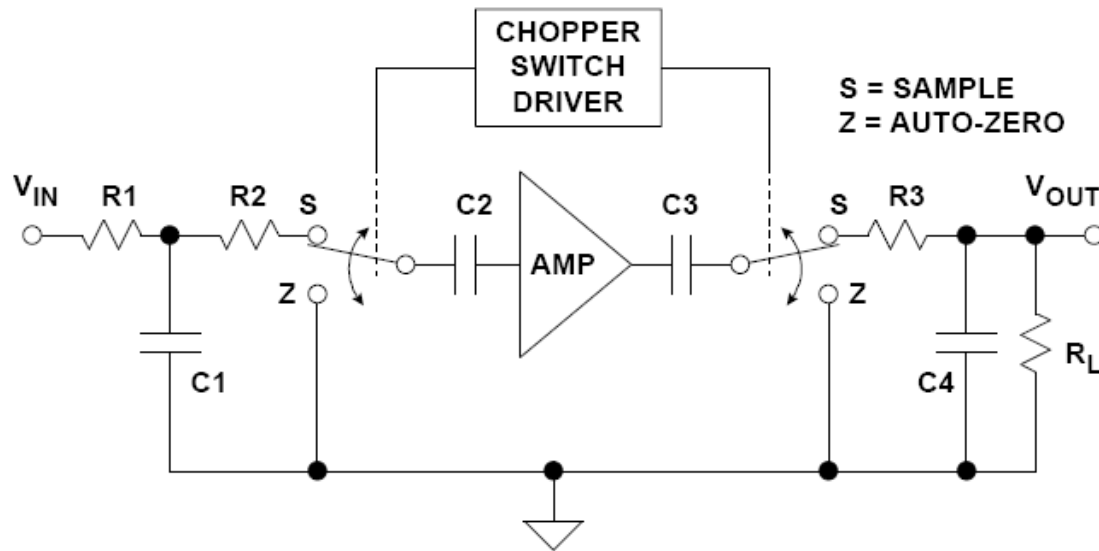 CHOPPER
SWITCH
DRIVER
S = SAMPLE
Z = AUTO-ZERO
VIN
R1
R2
S
C2
AMP
C3
S
R3
VOUT
Z
Z
C1
C4
RL